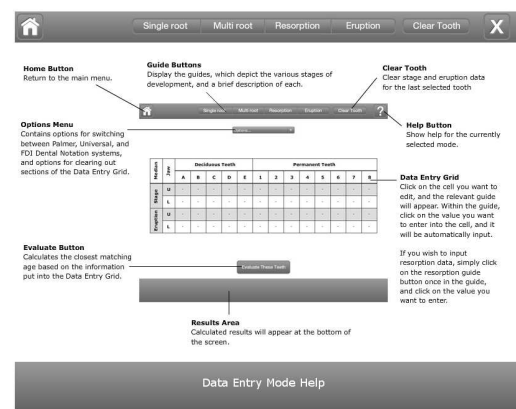 Single root Multi root Resorption Eruption Clear Tooth X
Home Button
Return to the main menu.
Guide Buttons
Display the guides, which depict the various stages of
development, and a brief description of each.
Clear Tooth
Clear stage and eruption data
for the last selected tooth
Single root Multi root Resorption Eruption Clear Tooth ?
Options Menu
Contains options for switching
between Palmer, Universal, and
FDI Dental Notation systems,
and options for clearing out
sections of the Data Entry Grid.
Help Button
Show help for the currently
selected mode.
Median Jaw Deciduous Teeth Permanent Teeth
A B C D E 1 2 3 4 5 6 7 8
Stage U - - - - - - - - - - - - -
L - - - - - - - - - - - - -
Eruption U - - - - - - - - - - - - -
L - - - - - - - - - - - - -
Data Entry Grid
Click on the cell you want to
edit, and the relevant guide
will appear. Within the guide,
click on the value you want
to enter into the cell, and it
will be automatically input.
If you wish to input
resorption data, simply click
on the resorption guide
button once in the guide,
and click on the value you
want to enter.
Evaluate Button
Calculates the closest matching
age based on the information
put into the Data Entry Grid.
Evaluate These Teeth
Results Area
Calculated results will appear at the bottom of
the screen.
Data Entry Mode Help